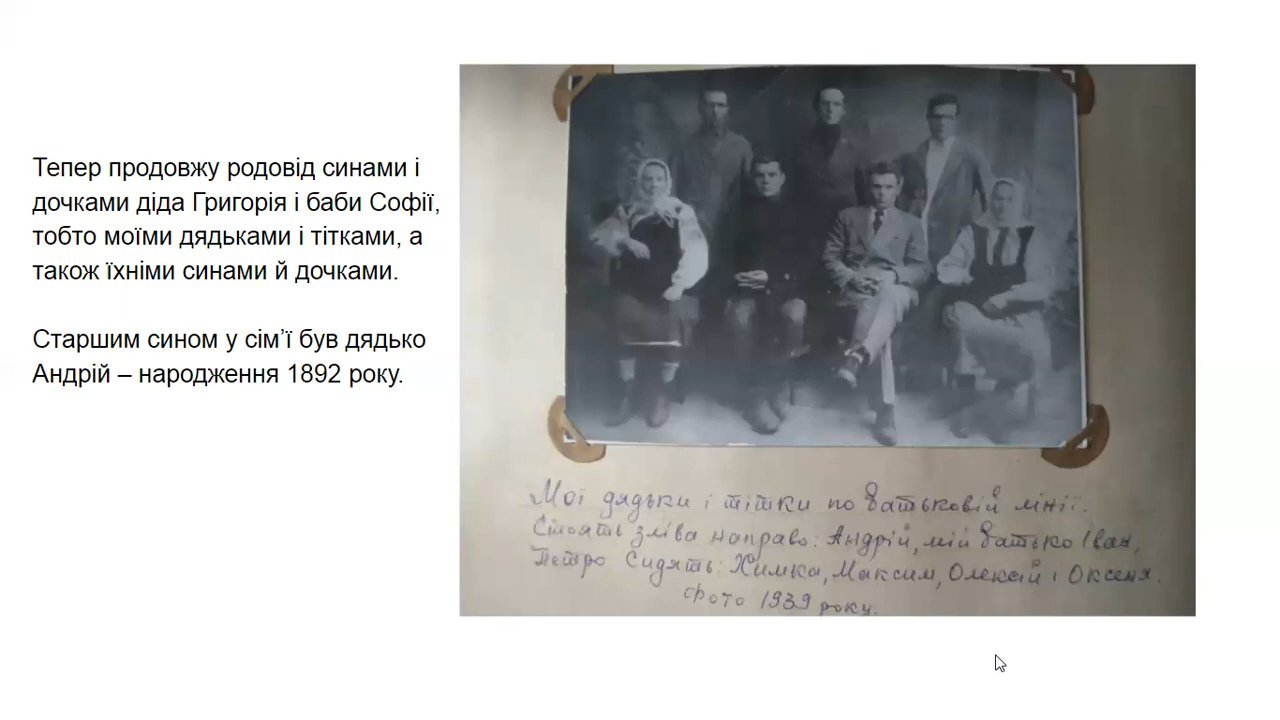 Тепер продовжу родовід синами і
дочками діда Григорія і баби Софії,
тобто моїми дядьками і тітками, а
також їхніми синами й дочками.
Старшим сином у сім’ї був дядько
Андрій – народження 1892 року.
Мої дядьки і тітки по батьковій лінії.
Стоять зліва направо: Андрій, мій батько Іван,
Петро Сидять: Химка, Максим, Олексій і Оксеня.
Фото 1939 року.